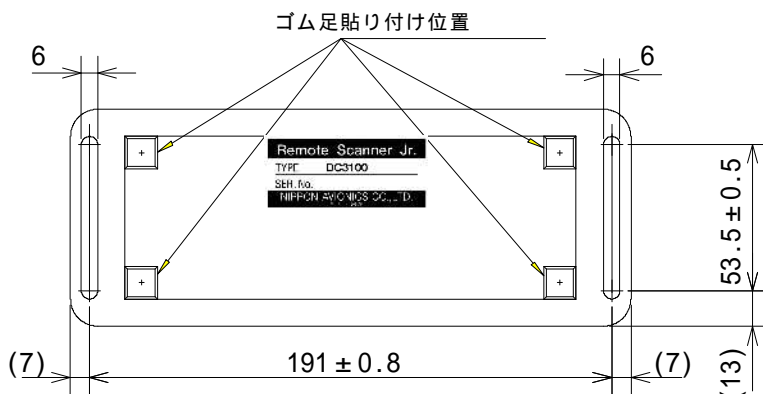 ゴム足貼り付け位置
6
6
Remote Scanner Jr.
TYPE DC3100
SER.No.
NIPPON AVIONICS CO.,LTD.
53.5±0.5
(7)
191±0.8
(7)
(13)